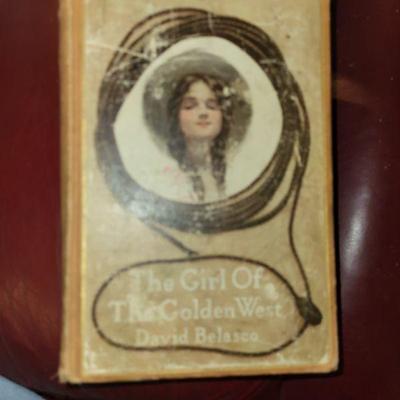 The Girl Of
The Golden West
David Belasco